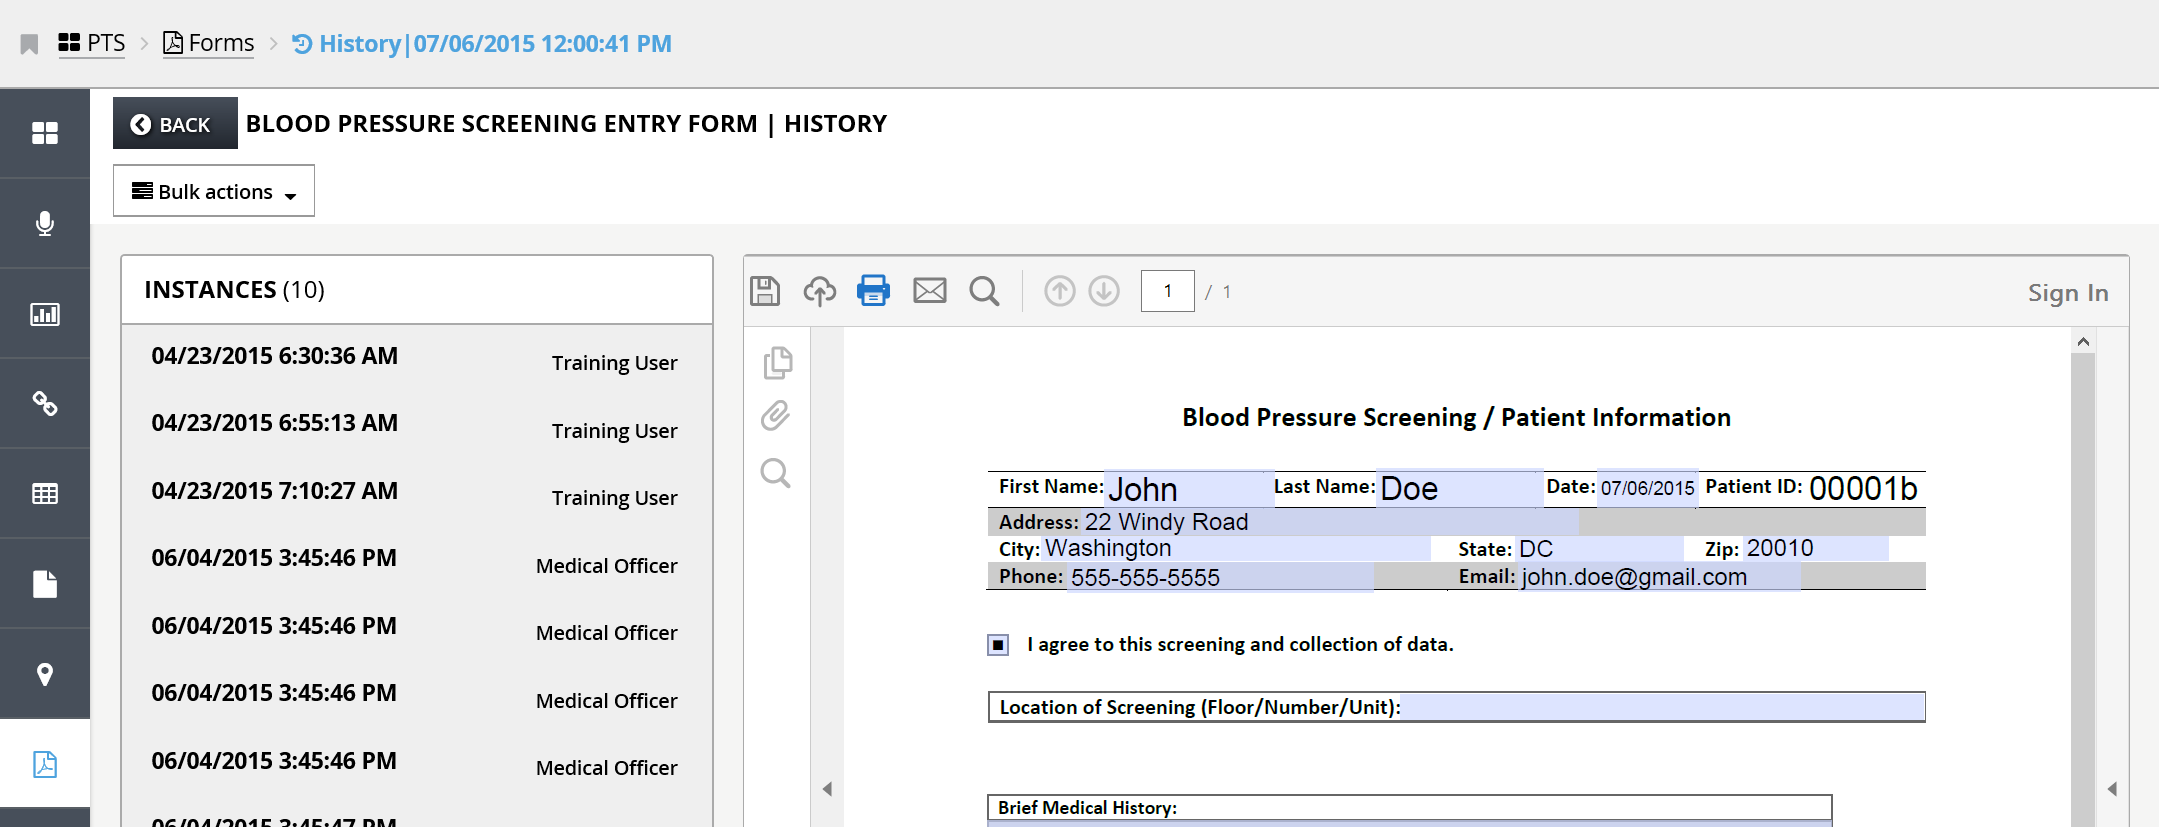 PTS > Forms > History|07/06/2015 12:00:41 PM
BACK BLOOD PRESSURE SCREENING ENTRY FORM | HISTORY
Bulk actions
INSTANCES (10)
04/23/2015 6:30:36 AM Training User
04/23/2015 6:55:13 AM Training User
04/23/2015 7:10:27 AM Training User
06/04/2015 3:45:46 PM Medical Officer
06/04/2015 3:45:46 PM Medical Officer
06/04/2015 3:45:46 PM Medical Officer
06/04/2015 3:45:46 PM Medical Officer
06/04/2015 3:45:47 PM
1 / 1 Sign In
Blood Pressure Screening / Patient Information
First Name: John Last Name: Doe Date: 07/06/2015 Patient ID: 00001b
Address: 22 Windy Road
City: Washington State: DC Zip: 20010
Phone: 555-555-5555 Email: john.doe@gmail.com
I agree to this screening and collection of data.
Location of Screening (Floor/Number/Unit):
Brief Medical History: